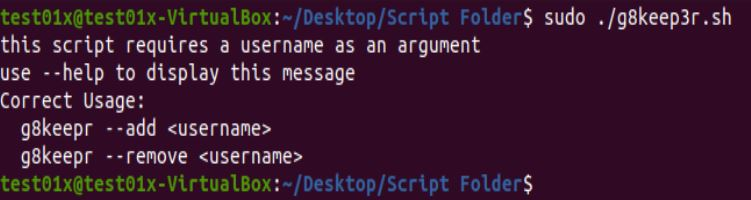 test01x@test01x-VirtualBox:~/Desktop/Script Folder$ sudo ./g8keep3r.sh
this script requires a username as an argument
use --help to display this message
Correct Usage:
  g8keepr --add <username>
  g8keepr --remove <username>
test01x@test01x-VirtualBox:~/Desktop/Script Folder$